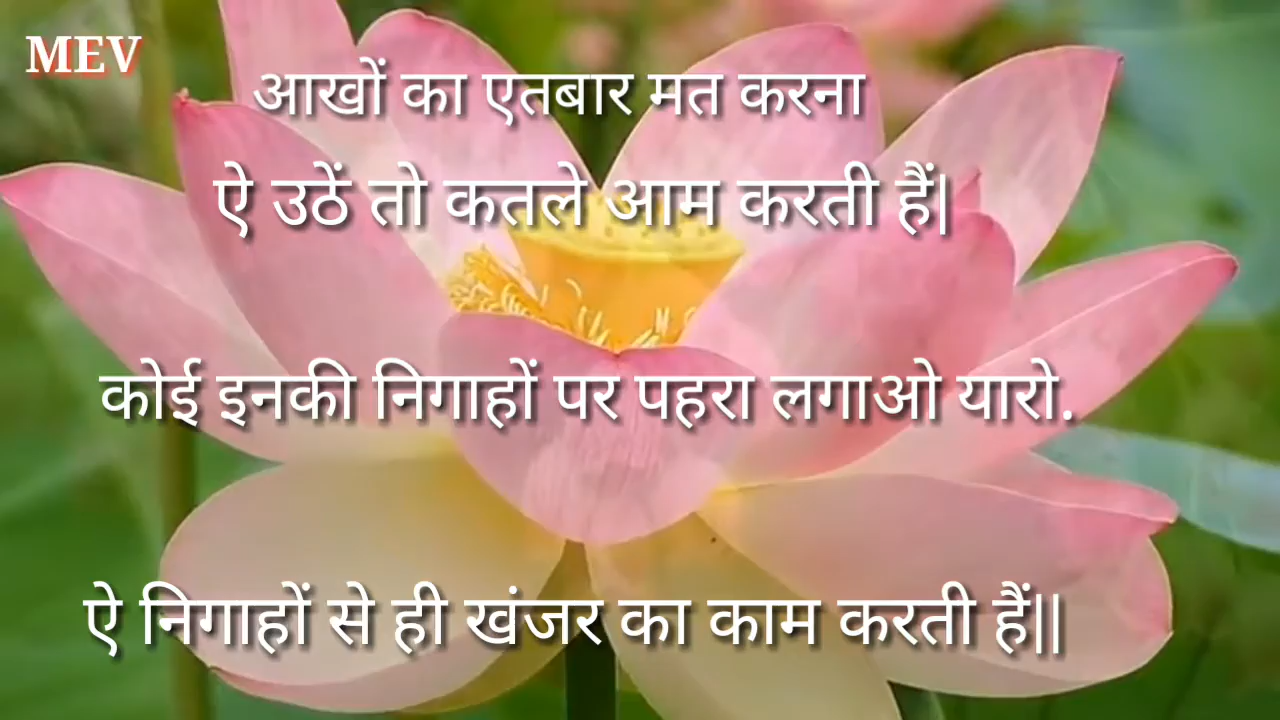 MEV
आखों का एतबार मत करना
ऐ उठें तो कतले आम करती हैं|
कोई इनकी निगाहों पर पहरा लगाओ यारो.
ऐ निगाहों से ही खंजर का काम करती हैं||